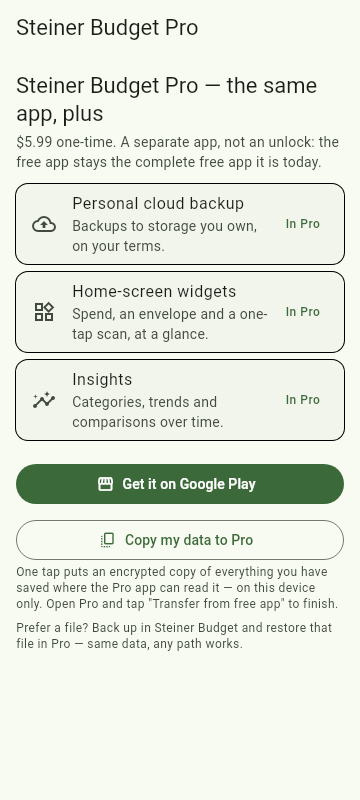 Steiner Budget Pro
Steiner Budget Pro — the same
app, plus
$5.99 one-time. A separate app, not an unlock: the
free app stays the complete free app it is today.
Personal cloud backup
Backups to storage you own,
on your terms.
In Pro
Home-screen widgets
Spend, an envelope and a one-
tap scan, at a glance.
In Pro
Insights
Categories, trends and
comparisons over time.
In Pro
Get it on Google Play
Copy my data to Pro
One tap puts an encrypted copy of everything you have
saved where the Pro app can read it — on this device
only. Open Pro and tap "Transfer from free app" to finish.
Prefer a file? Back up in Steiner Budget and restore that
file in Pro — same data, any path works.